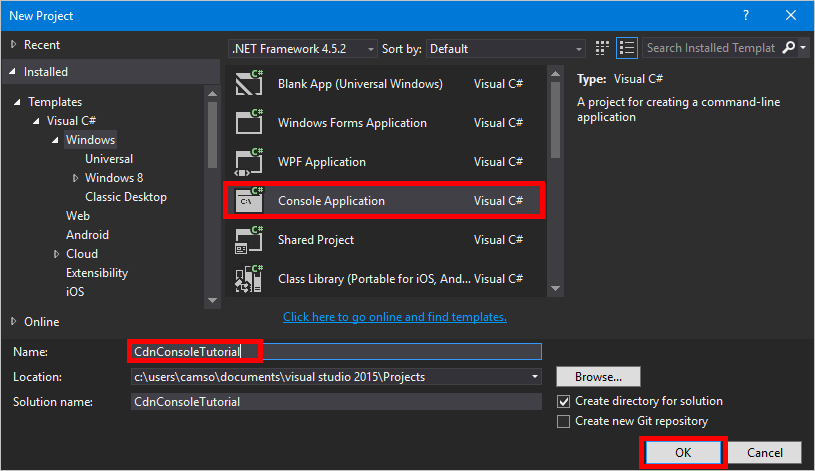 New Project
?
Recent
.NET Framework 4.5.2 Sort by: Default Search Installed Templat
Installed
Templates
Visual C#
Windows
Universal
Windows 8
Classic Desktop
Web
Android
Cloud
Extensibility
iOS
Online
C# Blank App (Universal Windows) Visual C#
C# Windows Forms Application Visual C#
C# WPF Application Visual C#
C# C:\ Console Application Visual C#
C# Shared Project Visual C#
C# Class Library (Portable for iOS, And... Visual C#
Type: Visual C#
A project for creating a command-line
application
Click here to go online and find templates.
Name: CdnConsoleTutorial
Location: c:\users\camso\documents\visual studio 2015\Projects Browse...
Solution name: CdnConsoleTutorial
Create directory for solution
Create new Git repository
OK Cancel